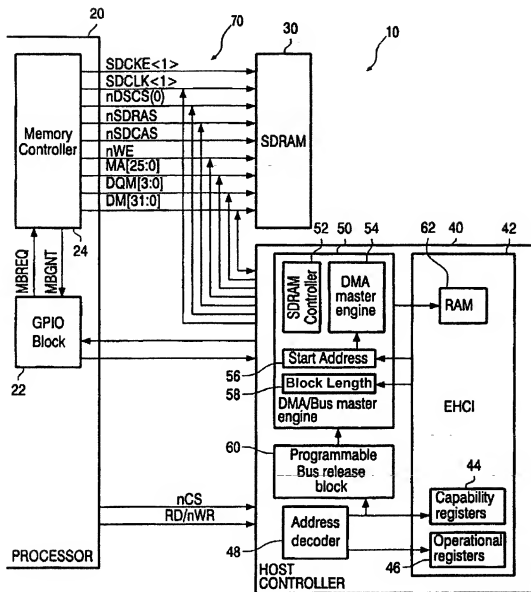 20
70
30
10
SDCKE<1>
SDCLK<1>
nDSCS(0)
nSDRAS
nSDCAS
nWE
MA[25:0]
DQM[3:0]
DM[31:0]
Memory
Controller
SDRAM
24
MBREQ
MBGNT
GPIO
Block
22
52
50
54
40
62
42
SDRAM
Controller
DMA
master
engine
RAM
56
Start Address
58
Block Length
DMA/Bus master
engine
EHCI
60
Programmable
Bus release
block
44
Capability
registers
nCS
RD/nWR
48
Address
decoder
46
Operational
registers
PROCESSOR
HOST
CONTROLLER